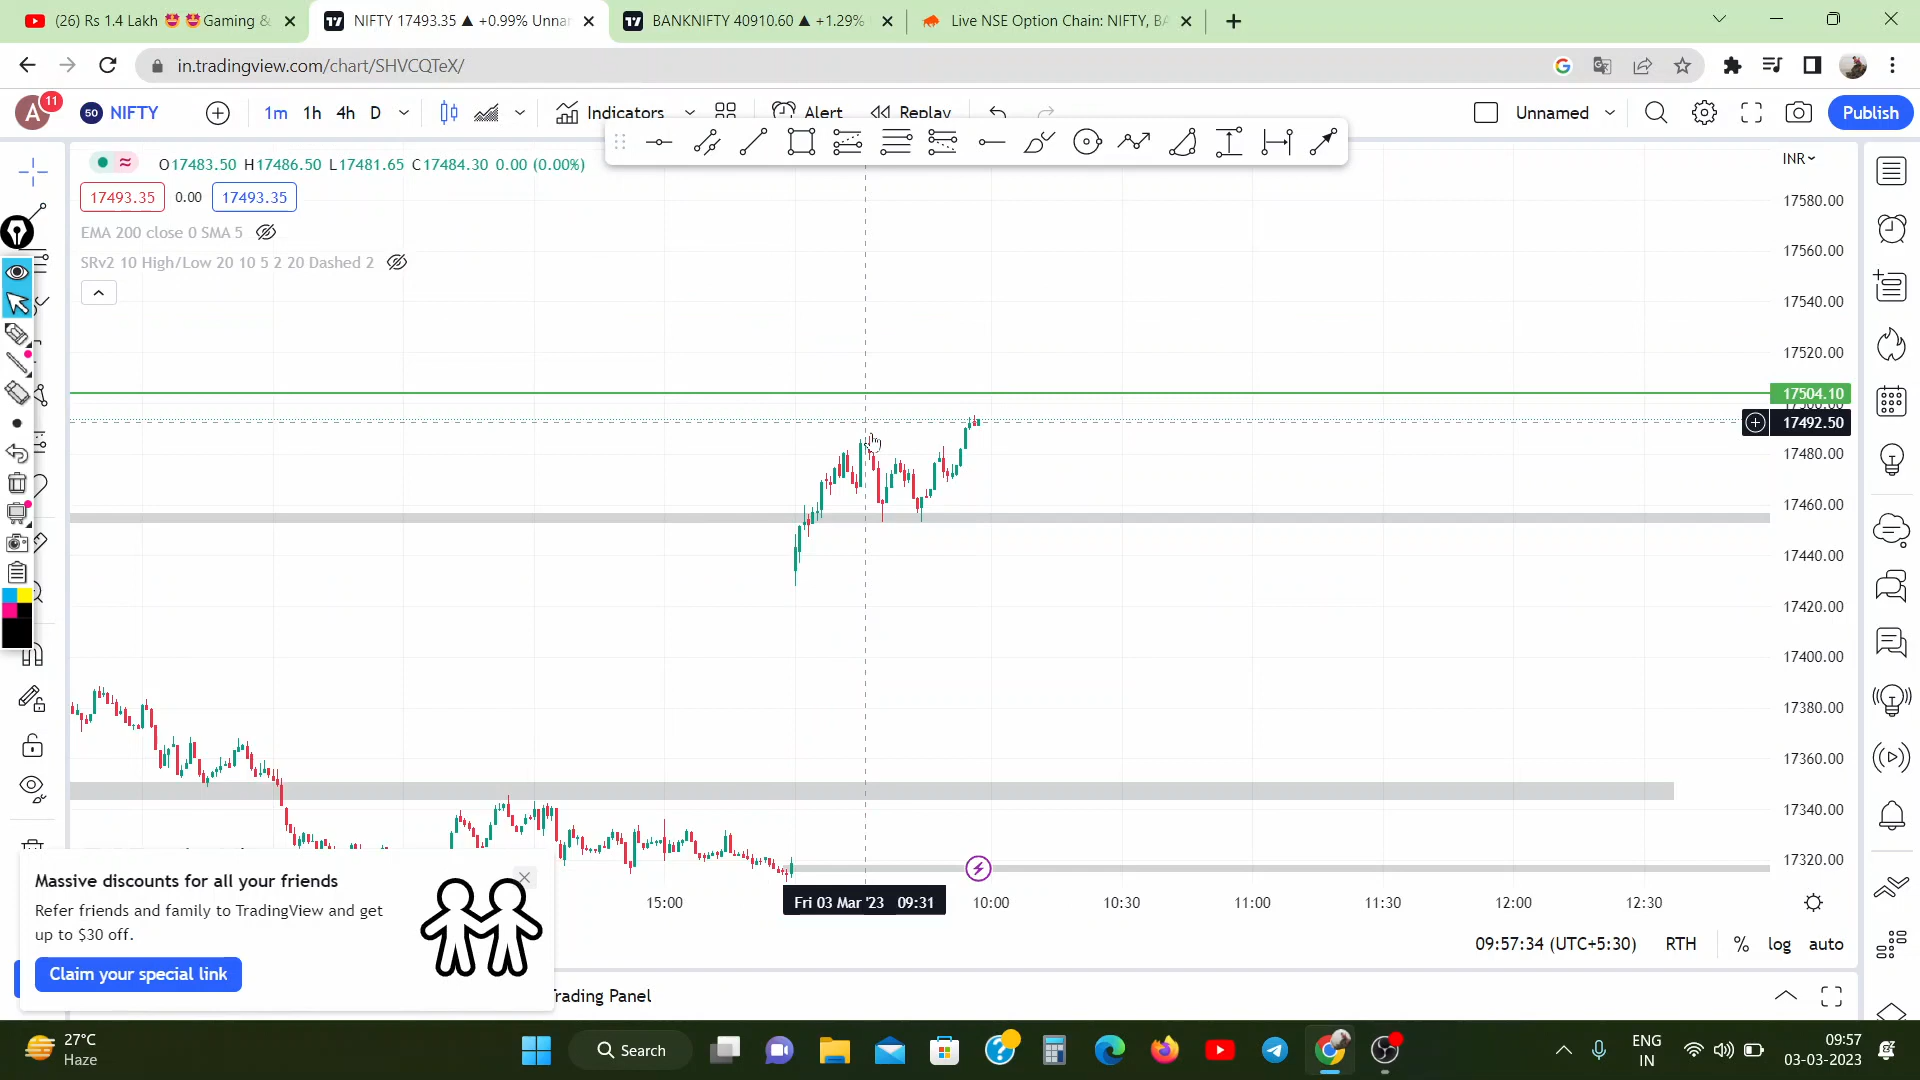 (26) Rs 1.4 Lakh 🤩 🤩Gaming &
NIFTY 17493.35 ▲ +0.99% Unnar
BANKNIFTY 40910.60 ▲ +1.29%
Live NSE Option Chain: NIFTY, BA
in.tradingview.com/chart/SHVCQTeX/
A 11
50 NIFTY
1m 1h 4h D
Indicators
Alert
Replay
Unnamed
Publish
O17483.50 H17486.50 L17481.65 C17484.30 0.00 (0.00%)
INR
17493.35 0.00 17493.35
EMA 200 close 0 SMA 5
SRv2 10 High/Low 20 10 5 2 20 Dashed 2
17580.00
17560.00
17540.00
17520.00
17504.10
17492.50
17480.00
17460.00
17440.00
17420.00
17400.00
17380.00
17360.00
17340.00
17320.00
15:00
Fri 03 Mar '23 09:31
10:00
10:30
11:00
11:30
12:00
12:30
09:57:34 (UTC+5:30) RTH % log auto
Massive discounts for all your friends
Refer friends and family to TradingView and get
up to $30 off.
Claim your special link
Trading Panel
27°C
Haze
Search
ENG
IN
09:57
03-03-2023